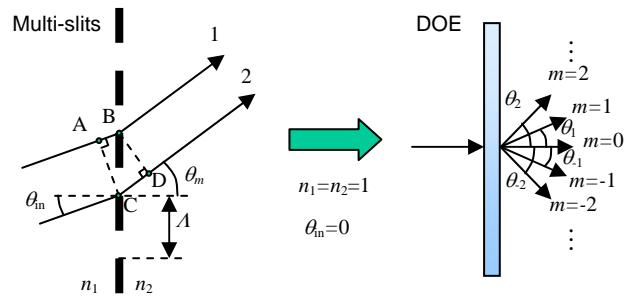 Multi-slits
1
2
A
B
C
D
θin
θm
Λ
n1
n2
n1=n2=1
θin=0
DOE
⋮
m=2
θ2
m=1
θ1
m=0
θ-1
m=-1
θ-2
m=-2
⋮